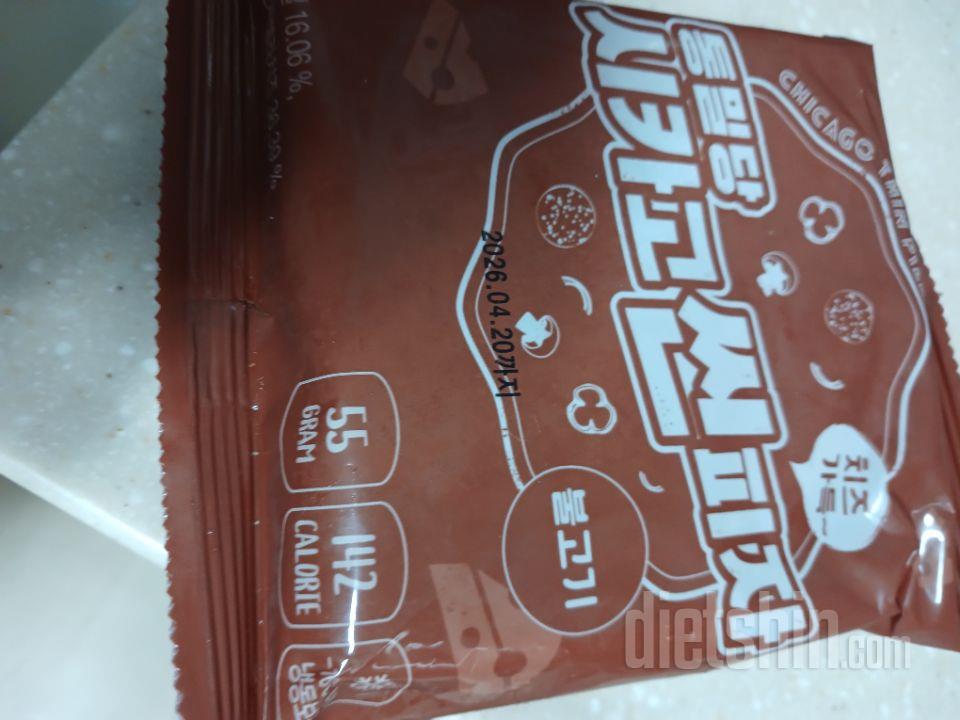 통밀당
시카고씬피자
CHICAGO THIN PIZ
치즈
가득~
불고기
2026.04.20까지
55
GRAM
142
CALORIE
16.06 %,
dietshin.com